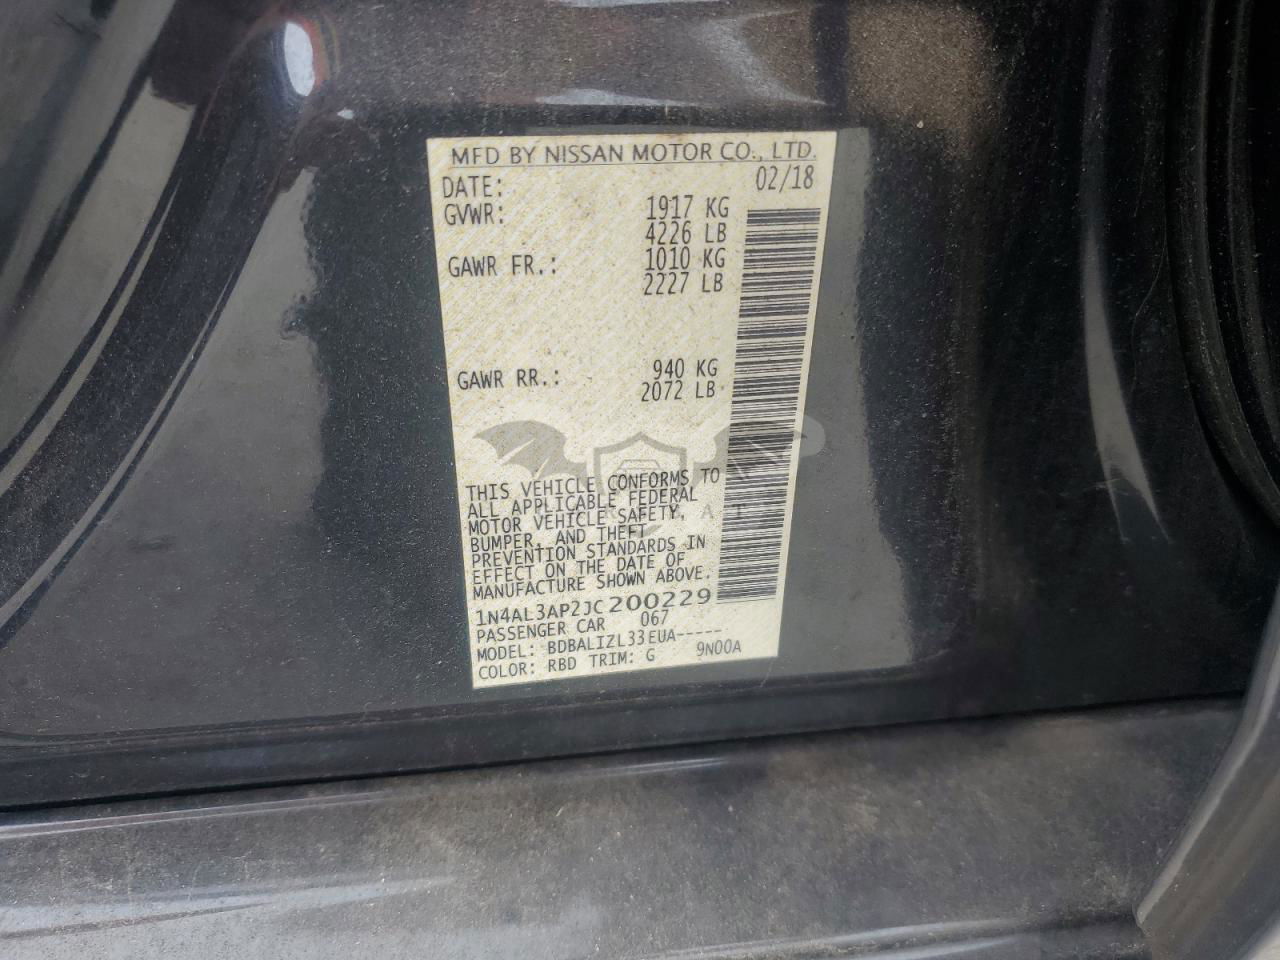 MFD BY NISSAN MOTOR CO., LTD.
DATE: 02/18
GVWR: 1917 KG
4226 LB
GAWR FR.: 1010 KG
2227 LB
GAWR RR.: 940 KG
2072 LB
THIS VEHICLE CONFORMS TO
ALL APPLICABLE FEDERAL
MOTOR VEHICLE SAFETY,
BUMPER, AND THEFT
PREVENTION STANDARDS IN
EFFECT ON THE DATE OF
MANUFACTURE SHOWN ABOVE.
1N4AL3AP2JC200229
PASSENGER CAR 067
MODEL: BDBALIZL33EUA-----
COLOR: RBD TRIM: G 9N00A